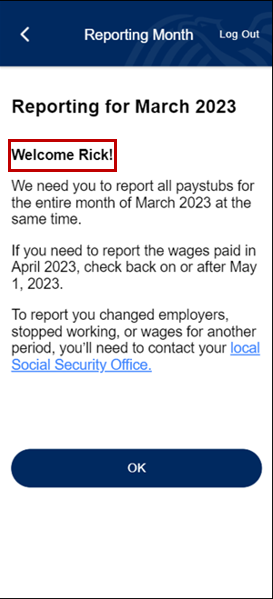 Reporting Month
Log Out
Reporting for March 2023
Welcome Rick!
We need you to report all paystubs for
the entire month of March 2023 at the
same time.
If you need to report the wages paid in
April 2023, check back on or after May
1, 2023.
To report you changed employers,
stopped working, or wages for another
period, you’ll need to contact your local
Social Security Office.
OK